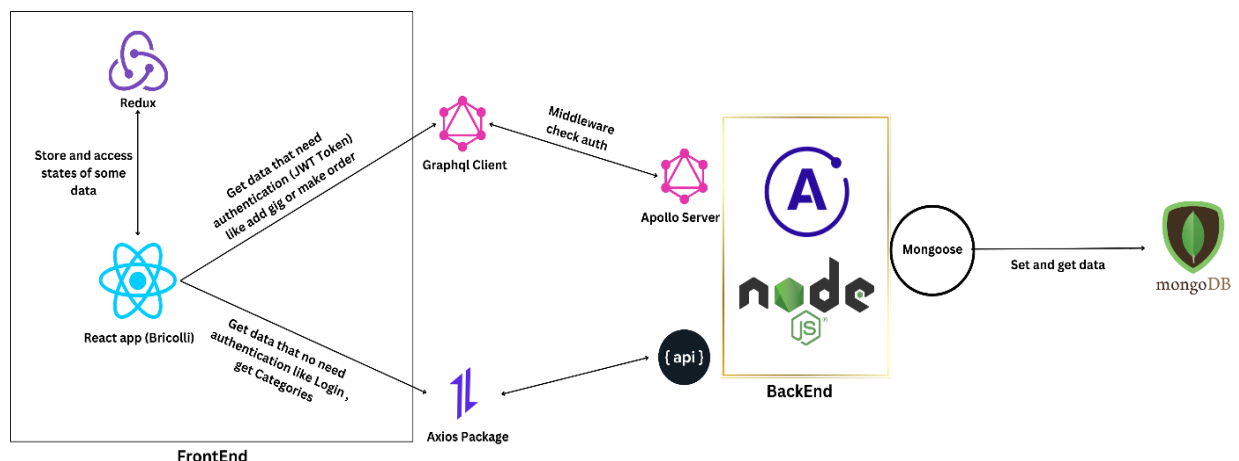 Redux
Store and access
states of some
data
React app (Bricolli)
FrontEnd
Get data that need
authentication (JWT Token)
like add gig or make order
Get data that no need
authentication like Login ,
get Categories
Graphql Client
Axios Package
Middleware
check auth
Apollo Server
{ api }
A
node
JS
BackEnd
Mongoose
Set and get data
mongoDB